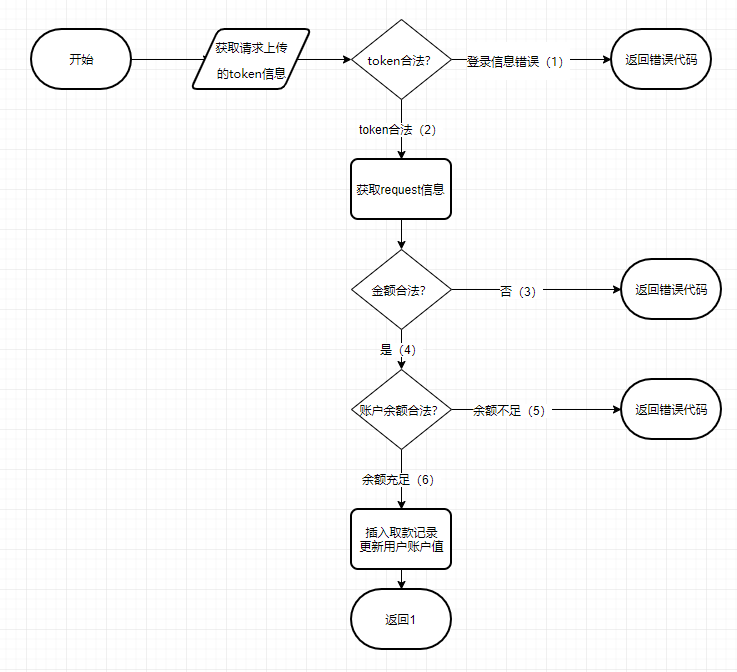 开始
获取请求上传
的token信息
token合法?
登录信息错误（1）
返回错误代码
token合法（2）
获取request信息
金额合法?
否（3）
返回错误代码
是（4）
账户余额合法?
余额不足（5）
返回错误代码
余额充足（6）
插入取款记录
更新用户账户值
返回1